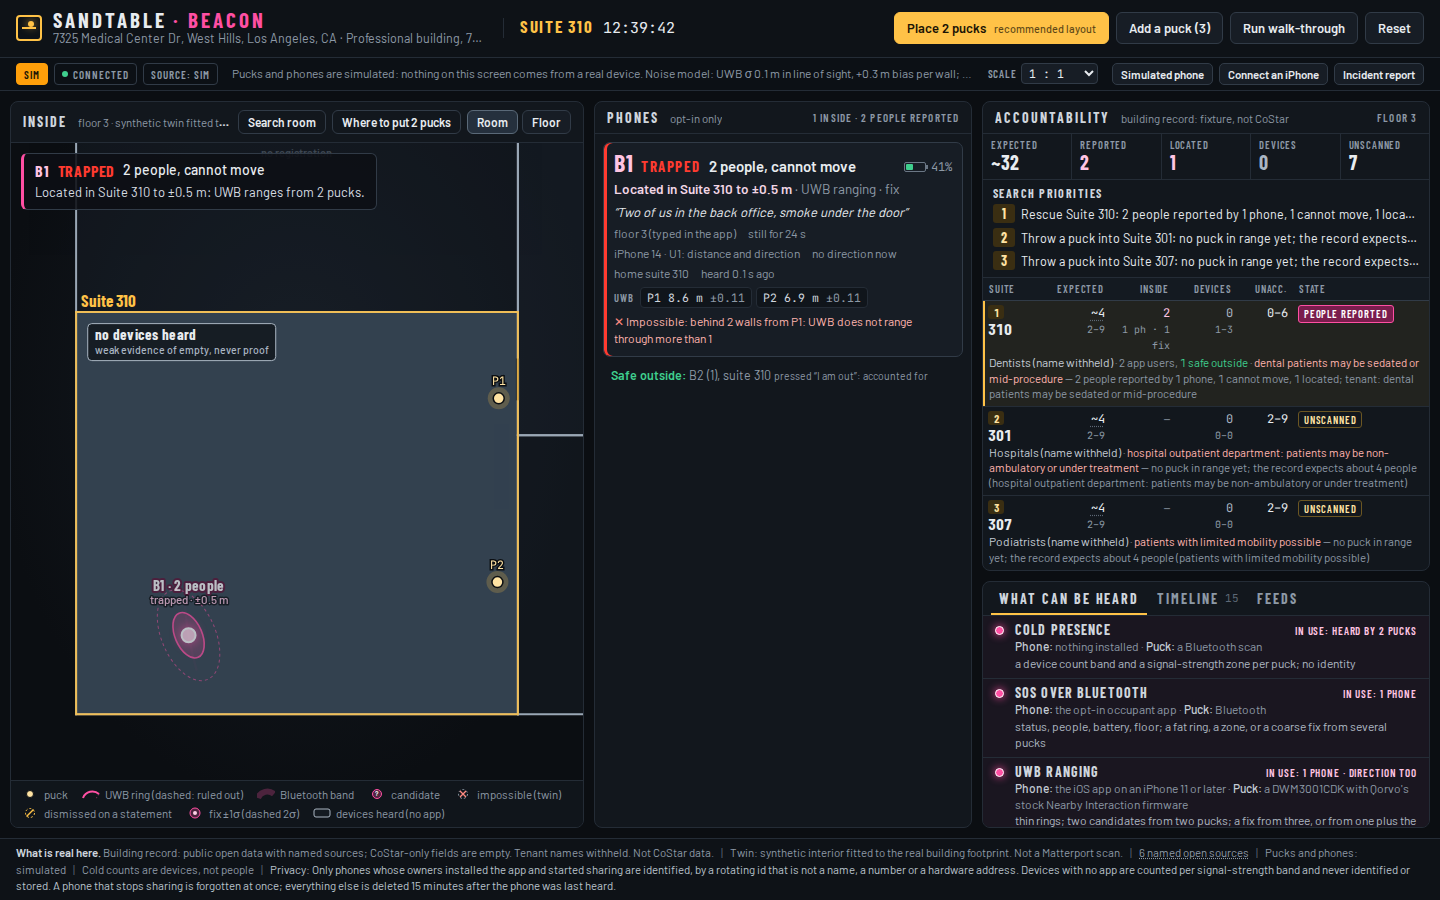 SANDTABLE · BEACON
7325 Medical Center Dr, West Hills, Los Angeles, CA · Professional building, 7...
SUITE 310 12:39:42
Place 2 pucks recommended layout
Add a puck (3)
Run walk-through
Reset
SIM
CONNECTED
SOURCE: SIM
Pucks and phones are simulated: nothing on this screen comes from a real device. Noise model: UWB σ 0.1 m in line of sight, +0.3 m bias per wall; ...
SCALE 1 : 1
Simulated phone
Connect an iPhone
Incident report
INSIDE floor 3 · synthetic twin fitted t...
Search room
Where to put 2 pucks
Room
Floor
no registration
B1 TRAPPED 2 people, cannot move
Located in Suite 310 to ±0.5 m: UWB ranges from 2 pucks.
Suite 310
no devices heard
weak evidence of empty, never proof
P1
P2
B1 · 2 people
trapped · ±0.5 m
puck
UWB ring (dashed: ruled out)
Bluetooth band
candidate
impossible (twin)
dismissed on a statement
fix ±1σ (dashed 2σ)
devices heard (no app)
PHONES opt-in only
1 INSIDE · 2 PEOPLE REPORTED
B1 TRAPPED 2 people, cannot move 41%
Located in Suite 310 to ±0.5 m · UWB ranging · fix
"Two of us in the back office, smoke under the door"
floor 3 (typed in the app) still for 24 s
iPhone 14 · U1: distance and direction no direction now
home suite 310 heard 0.1 s ago
UWB P1 8.6 m ±0.11 P2 6.9 m ±0.11
✕ Impossible: behind 2 walls from P1: UWB does not range
through more than 1
Safe outside: B2 (1), suite 310 pressed "I am out": accounted for
ACCOUNTABILITY building record: fixture, not CoStar
FLOOR 3
EXPECTED REPORTED LOCATED DEVICES UNSCANNED
~32 2 1 0 7
SEARCH PRIORITIES
1 Rescue Suite 310: 2 people reported by 1 phone, 1 cannot move, 1 loca...
2 Throw a puck into Suite 301: no puck in range yet; the record expects...
3 Throw a puck into Suite 307: no puck in range yet; the record expects...
SUITE EXPECTED INSIDE DEVICES UNACC. STATE
1 ~4 2 0 0-6 PEOPLE REPORTED
310 2-9 1 ph · 1 1-3
fix
Dentists (name withheld) · 2 app users, 1 safe outside · dental patients may be sedated or
mid-procedure — 2 people reported by 1 phone, 1 cannot move, 1 located; tenant: dental
patients may be sedated or mid-procedure
2 ~4 – 0 2-9 UNSCANNED
301 2-9 0-0
Hospitals (name withheld) · hospital outpatient department: patients may be non-
ambulatory or under treatment — no puck in range yet; the record expects about 4 people
(hospital outpatient department: patients may be non-ambulatory or under treatment)
3 ~4 – 0 2-9 UNSCANNED
307 2-9 0-0
Podiatrists (name withheld) · patients with limited mobility possible — no puck in range
yet; the record expects about 4 people (patients with limited mobility possible)
WHAT CAN BE HEARD TIMELINE 15 FEEDS
COLD PRESENCE IN USE: HEARD BY 2 PUCKS
Phone: nothing installed · Puck: a Bluetooth scan
a device count band and a signal-strength zone per puck; no identity
SOS OVER BLUETOOTH IN USE: 1 PHONE
Phone: the opt-in occupant app · Puck: Bluetooth
status, people, battery, floor; a fat ring, a zone, or a coarse fix from several
pucks
UWB RANGING IN USE: 1 PHONE · DIRECTION TOO
Phone: the iOS app on an iPhone 11 or later · Puck: a DWM3001CDK with Qorvo's
stock Nearby Interaction firmware
thin rings; two candidates from two pucks; a fix from three, or from one plus the
What is real here. Building record: public open data with named sources; CoStar-only fields are empty. Tenant names withheld. Not CoStar data. | Twin: synthetic interior fitted to the real building footprint. Not a Matterport scan. | 6 named open sources | Pucks and phones:
simulated | Cold counts are devices, not people | Privacy: Only phones whose owners installed the app and started sharing are identified, by a rotating id that is not a name, a number or a hardware address. Devices with no app are counted per signal-strength band and never identified or
stored. A phone that stops sharing is forgotten at once; everything else is deleted 15 minutes after the phone was last heard.